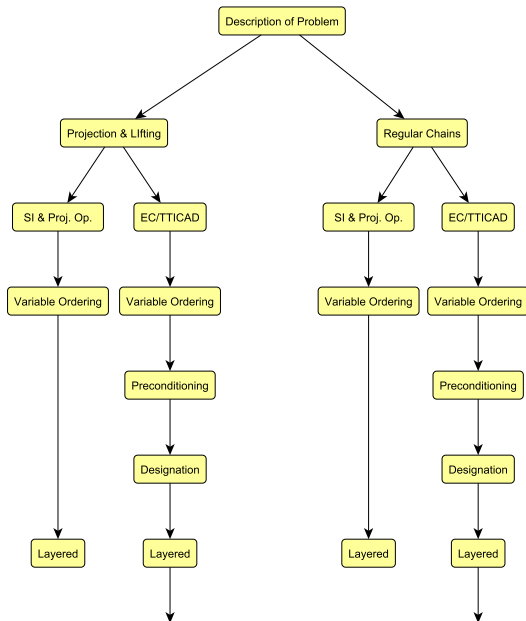 Description of Problem
Projection & LIfting
Regular Chains
SI & Proj. Op.
EC/TTICAD
SI & Proj. Op.
EC/TTICAD
Variable Ordering
Variable Ordering
Variable Ordering
Variable Ordering
Preconditioning
Preconditioning
Designation
Designation
Layered
Layered
Layered
Layered